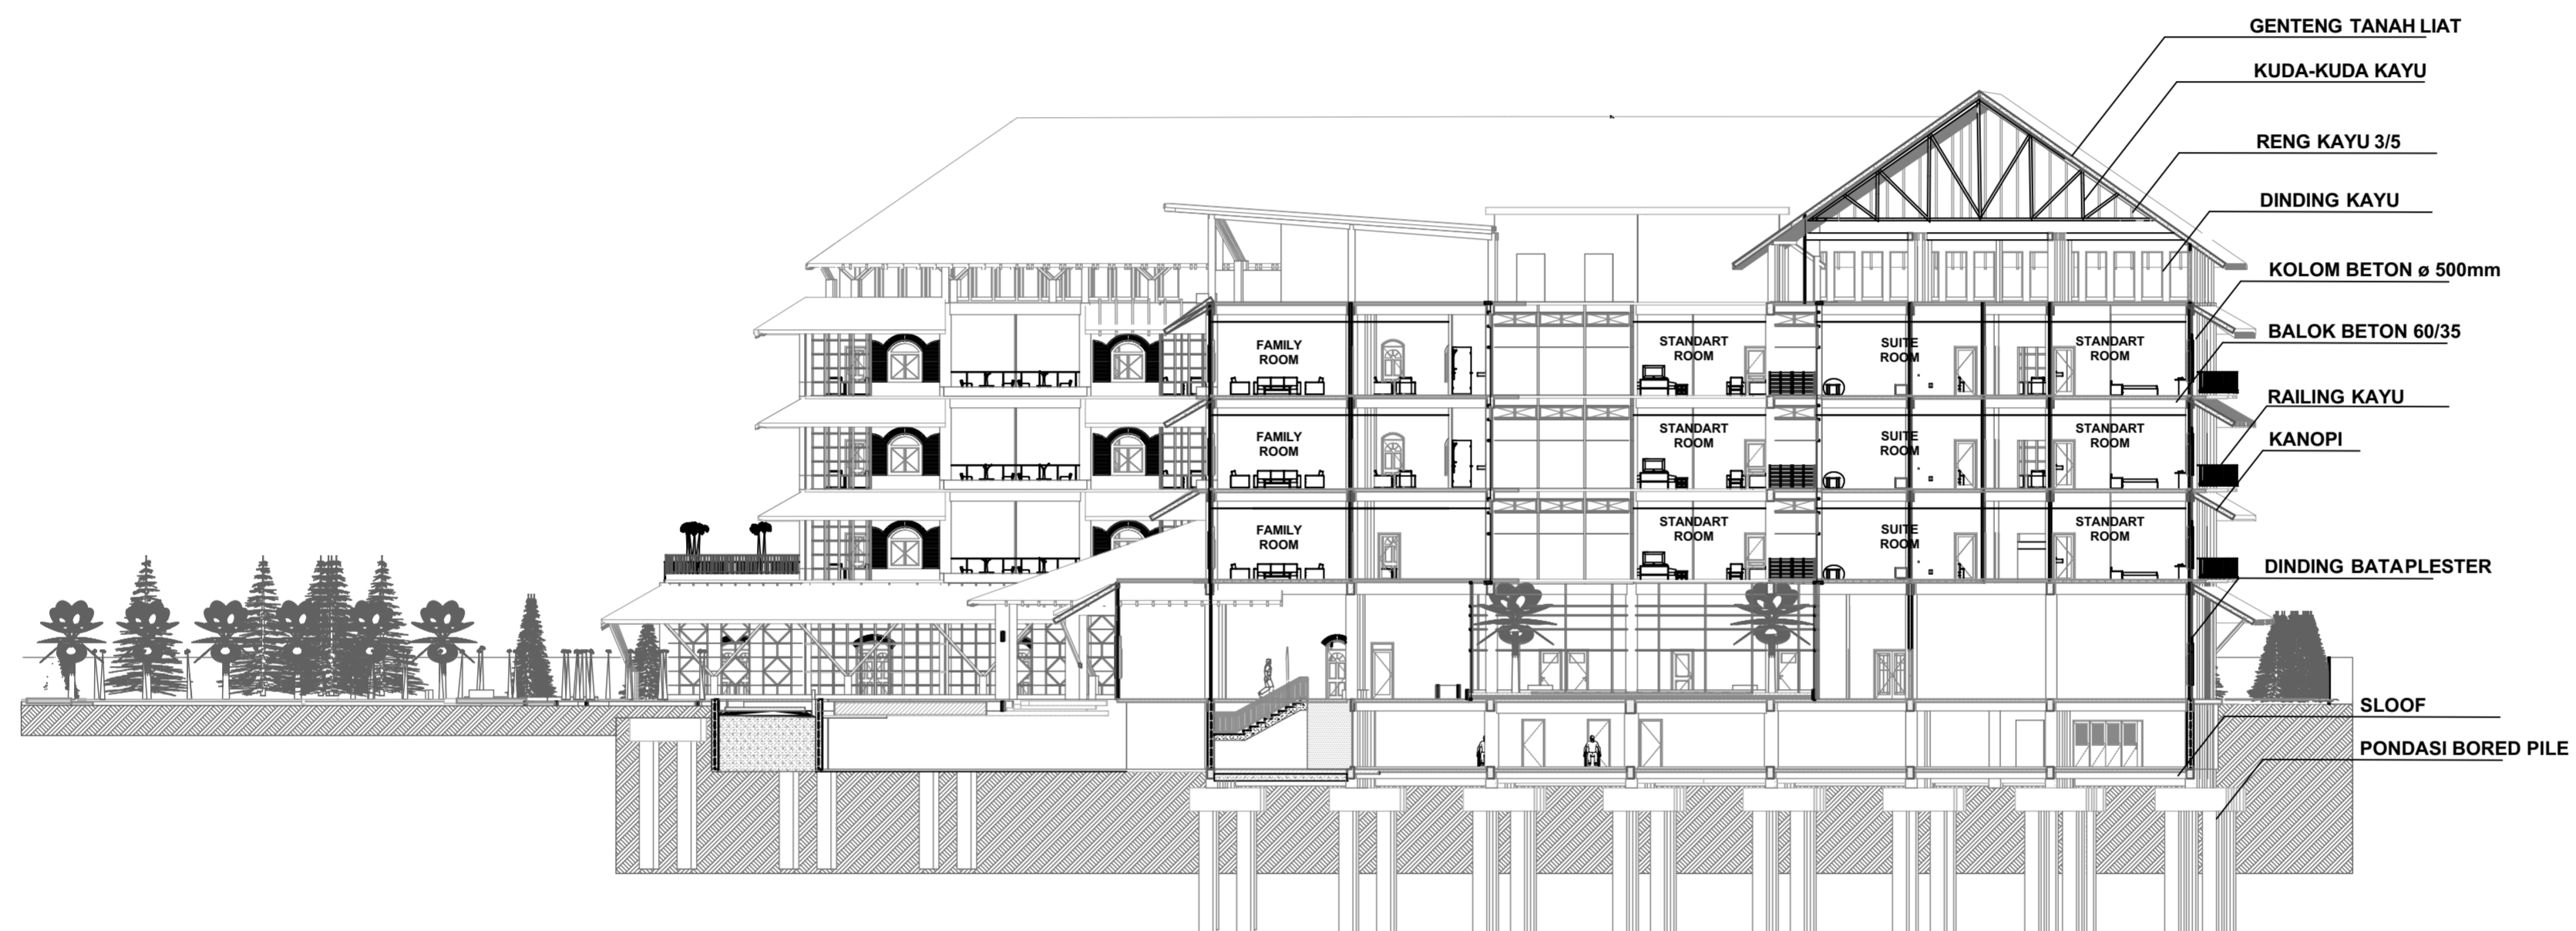 GENTENG TANAH LIAT
KUDA-KUDA KAYU
RENG KAYU 3/5
DINDING KAYU
KOLOM BETON ø 500mm
BALOK BETON 60/35
RAILING KAYU
KANOPI
DINDING BATAPLESTER
SLOOF
PONDASI BORED PILE
FAMILY
ROOM
STANDART
ROOM
SUITE
ROOM
STANDART
ROOM
FAMILY
ROOM
STANDART
ROOM
SUITE
ROOM
STANDART
ROOM
FAMILY
ROOM
STANDART
ROOM
SUITE
ROOM
STANDART
ROOM